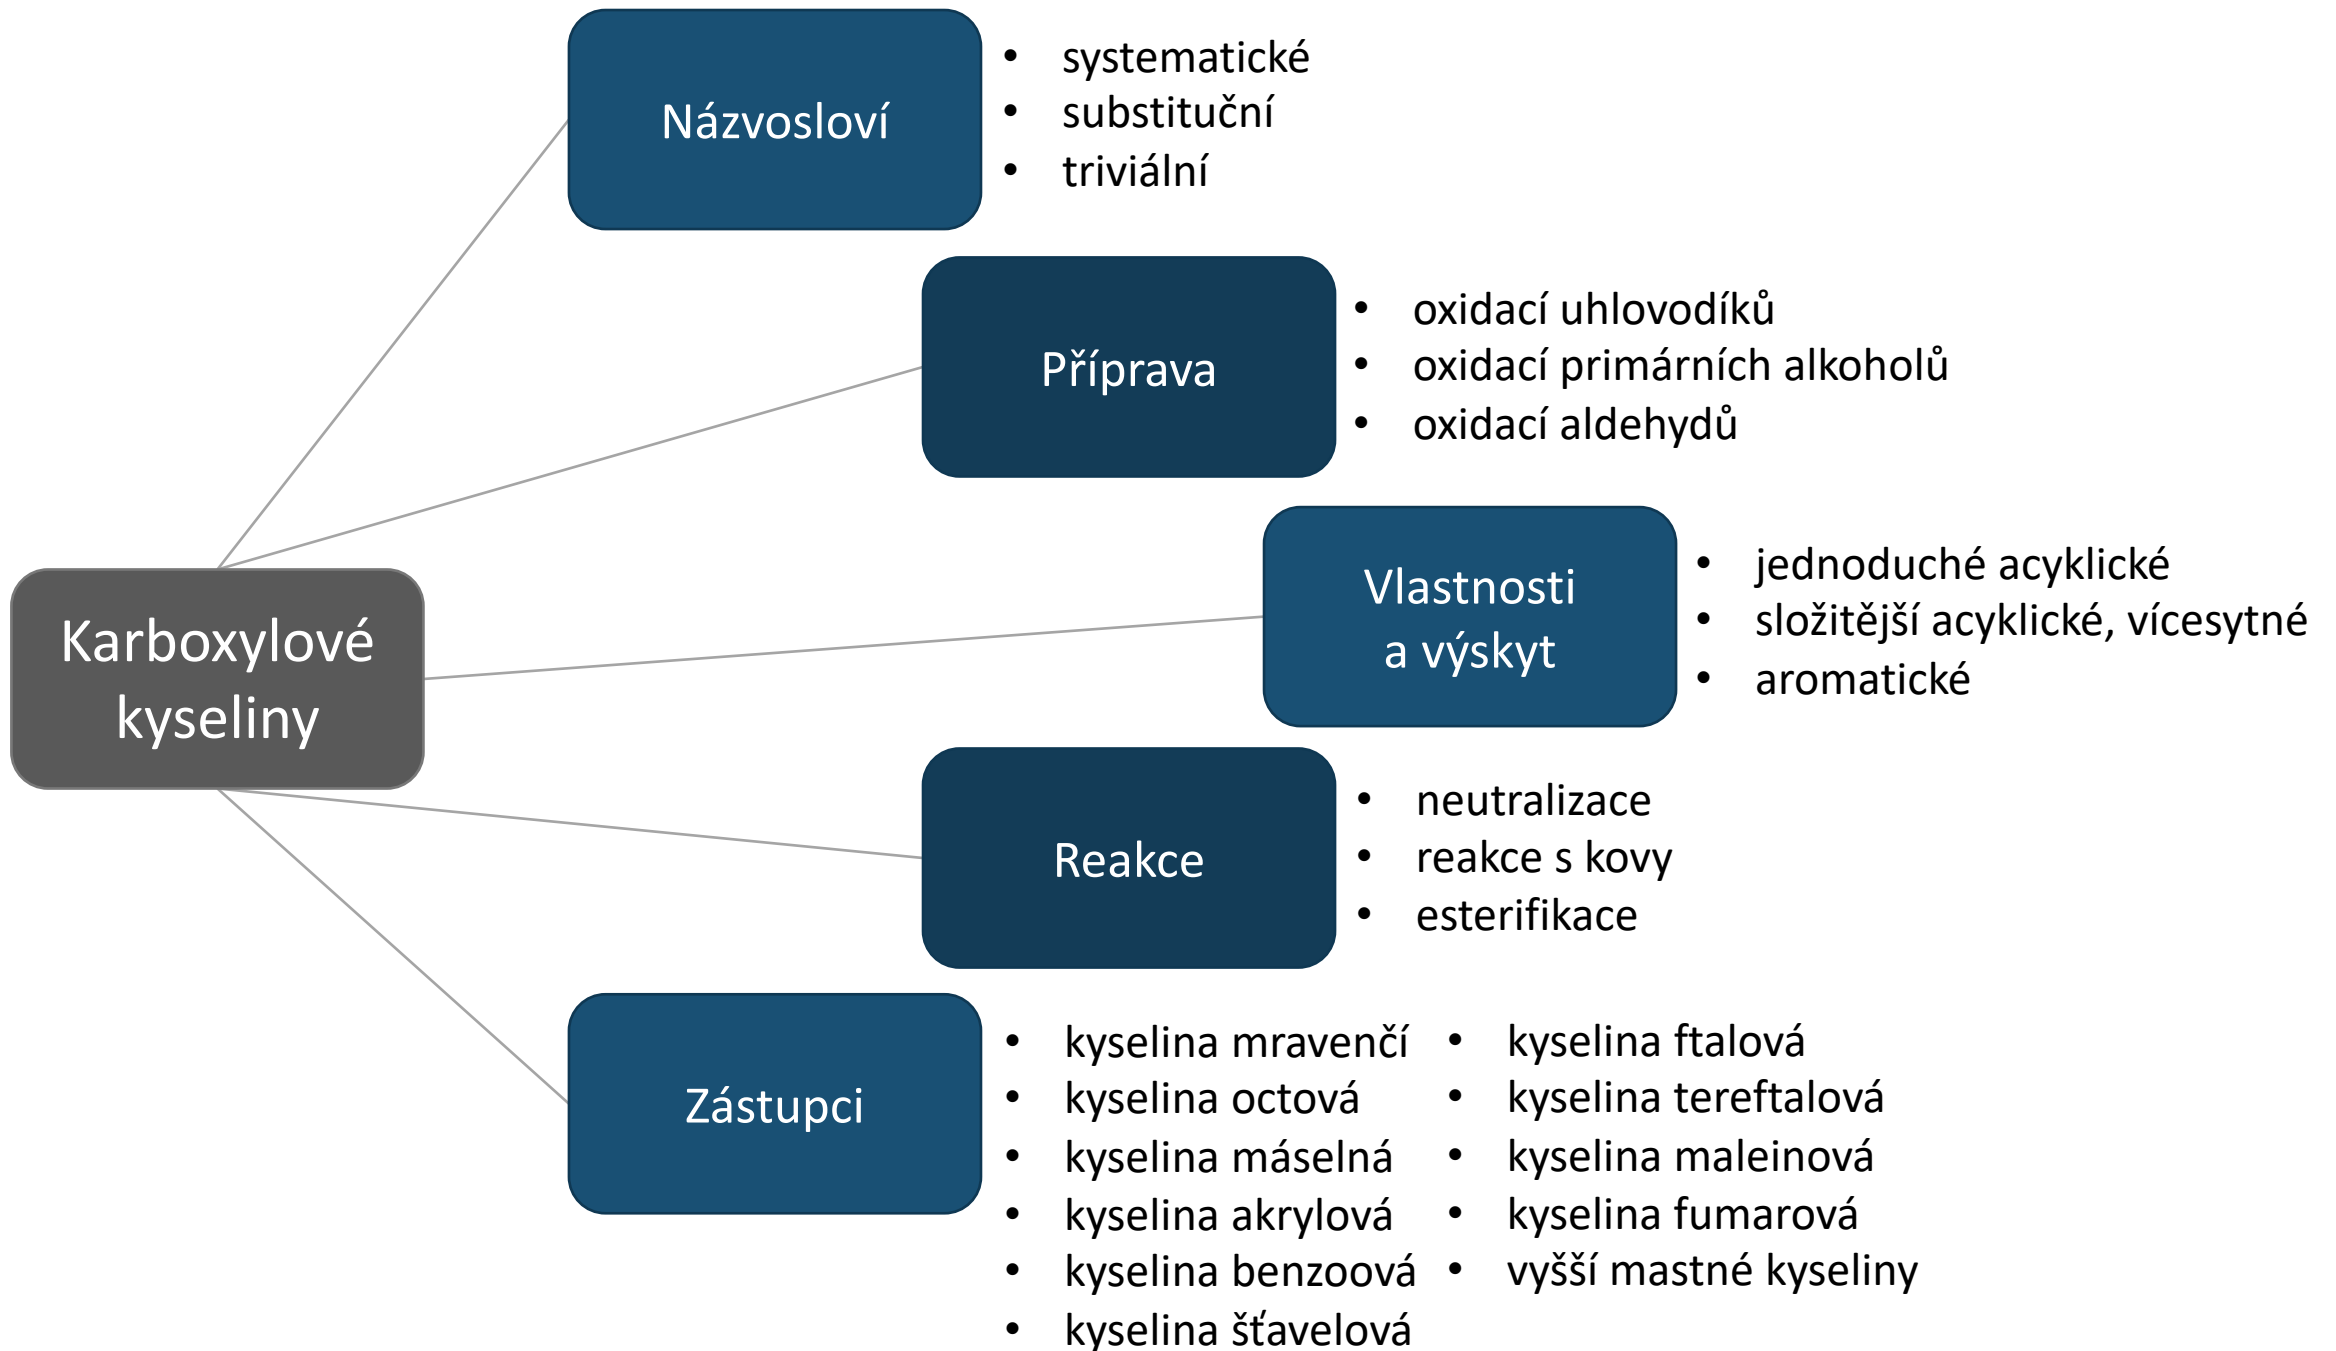 Názvosloví
• systematické
• substituční
• triviální
Příprava
• oxidací uhlovodíků
• oxidací primárních alkoholů
• oxidací aldehydů
Karboxylové
kyseliny
Vlastnosti
a výskyt
• jednoduché acyklické
• složitější acyklické, vícesytné
• aromatické
Reakce
• neutralizace
• reakce s kovy
• esterifikace
Zástupci
• kyselina mravenčí
• kyselina octová
• kyselina máselná
• kyselina akrylová
• kyselina benzoová
• kyselina šťavelová
• kyselina ftalová
• kyselina tereftalová
• kyselina maleinová
• kyselina fumarová
• vyšší mastné kyseliny